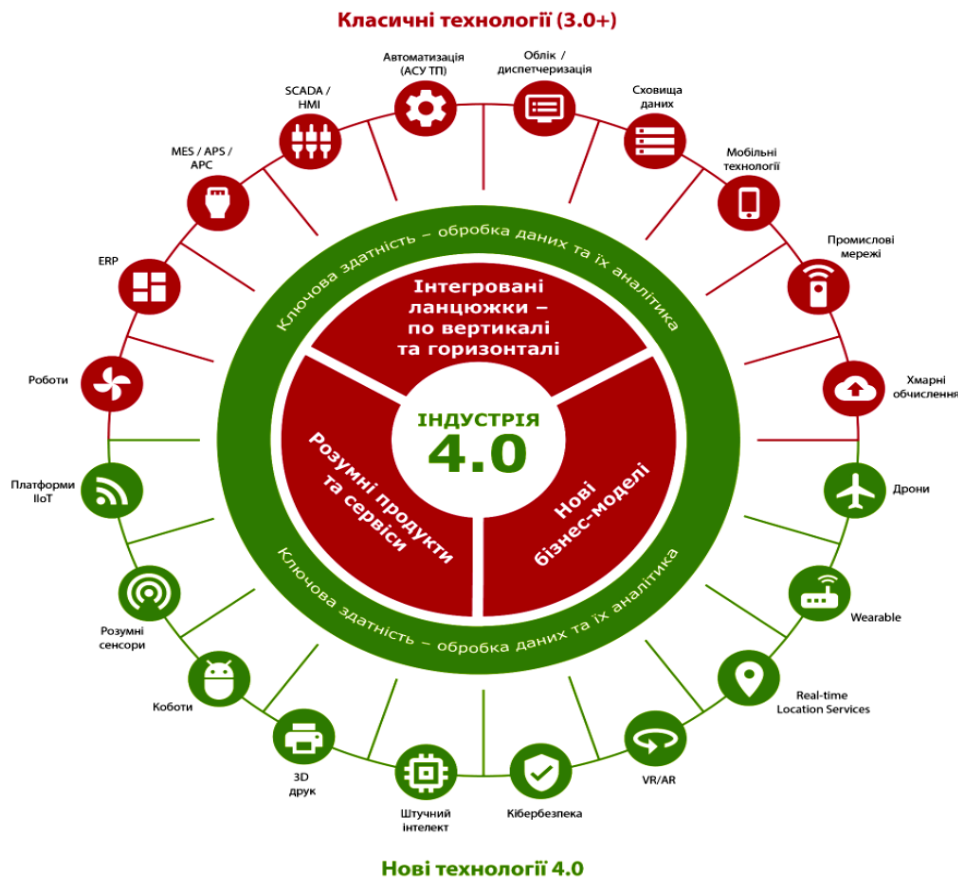 Класичні технології (3.0+)
Автоматизація
(АСУ ТП)
Облік /
диспетчеризація
SCADA /
HMI
Сховища
даних
MES / APS /
APC
Мобільні
технології
ERP
Промислові
мережі
Роботи
Хмарні
обчислення
Ключова здатність – обробка даних та їх аналітика
Інтегровані
ланцюжки –
по вертикалі
та горизонталі
ІНДУСТРІЯ
4.0
Розумні продукти
та сервіси
Нові
бізнес-моделі
Ключова здатність – обробка даних та їх аналітика
Платформи
IIoT
Дрони
Розумні
сенсори
Wearable
Коботи
Real-time
Location Services
3D
друк
VR/AR
Штучний
інтелект
Кібербезпека
Нові технології 4.0